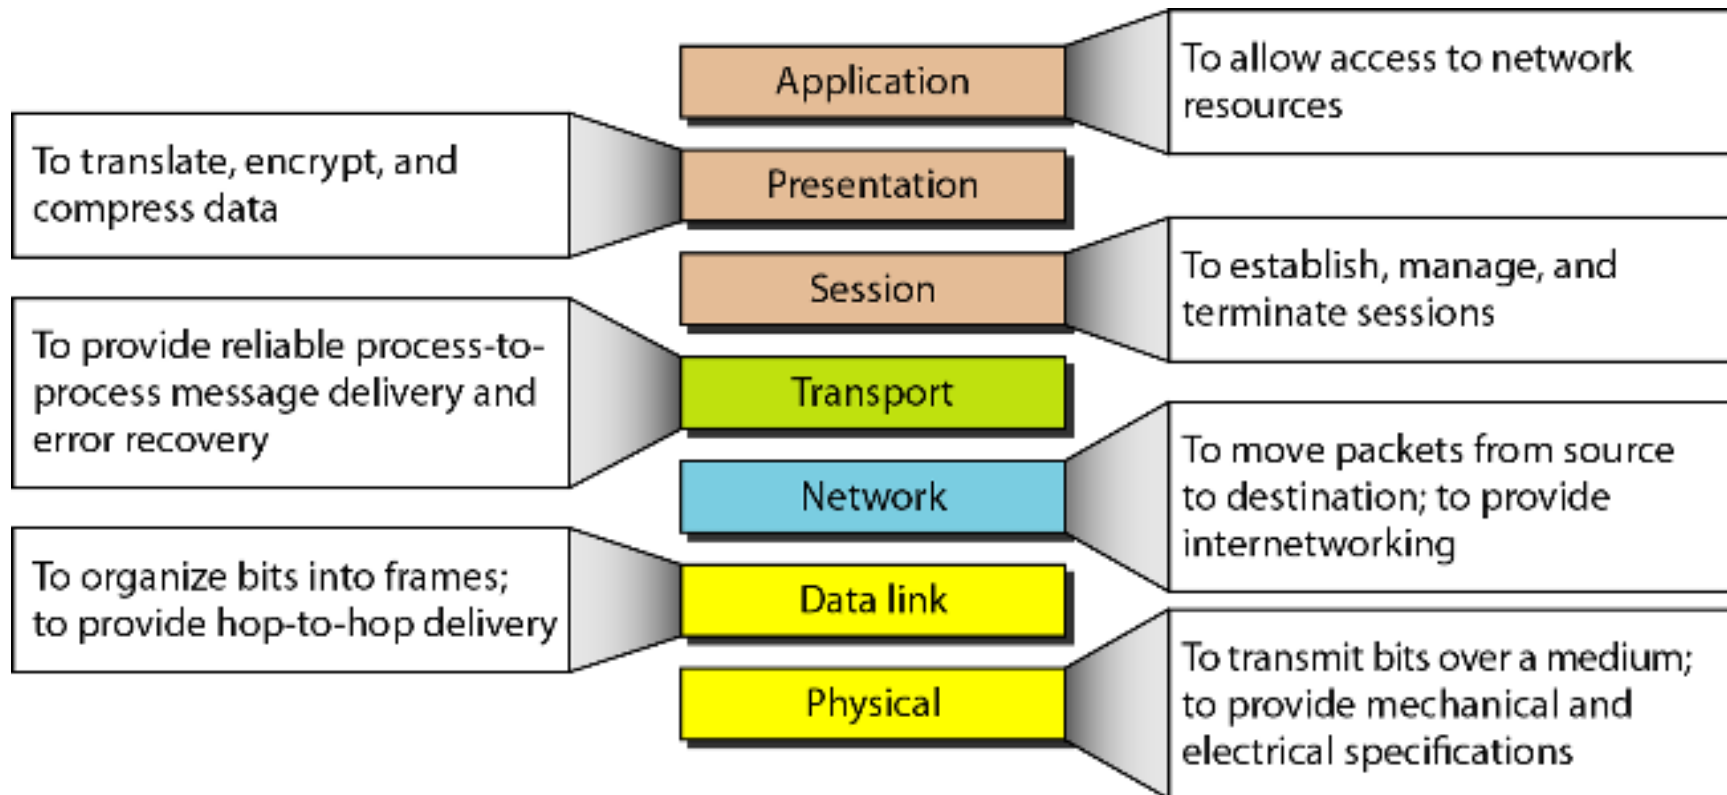 Application
To allow access to network
resources
To translate, encrypt, and
compress data
Presentation
Session
To establish, manage, and
terminate sessions
To provide reliable process-to-
process message delivery and
error recovery
Transport
Network
To move packets from source
to destination; to provide
internetworking
To organize bits into frames;
to provide hop-to-hop delivery
Data link
Physical
To transmit bits over a medium;
to provide mechanical and
electrical specifications